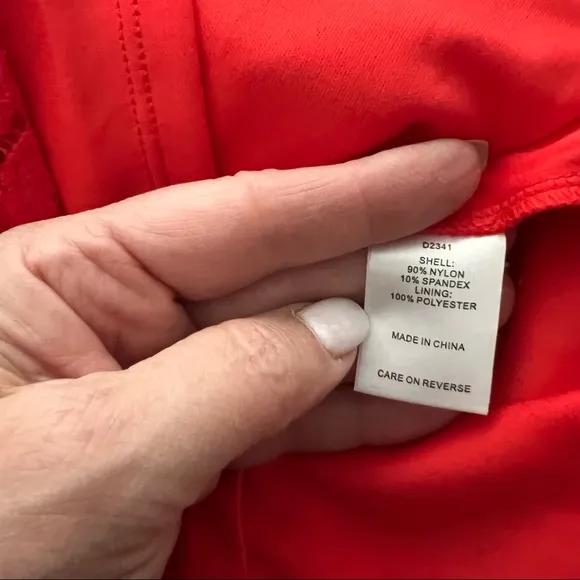 D2341
SHELL:
90% NYLON
10% SPANDEX
LINING:
100% POLYESTER
MADE IN CHINA
CARE ON REVERSE